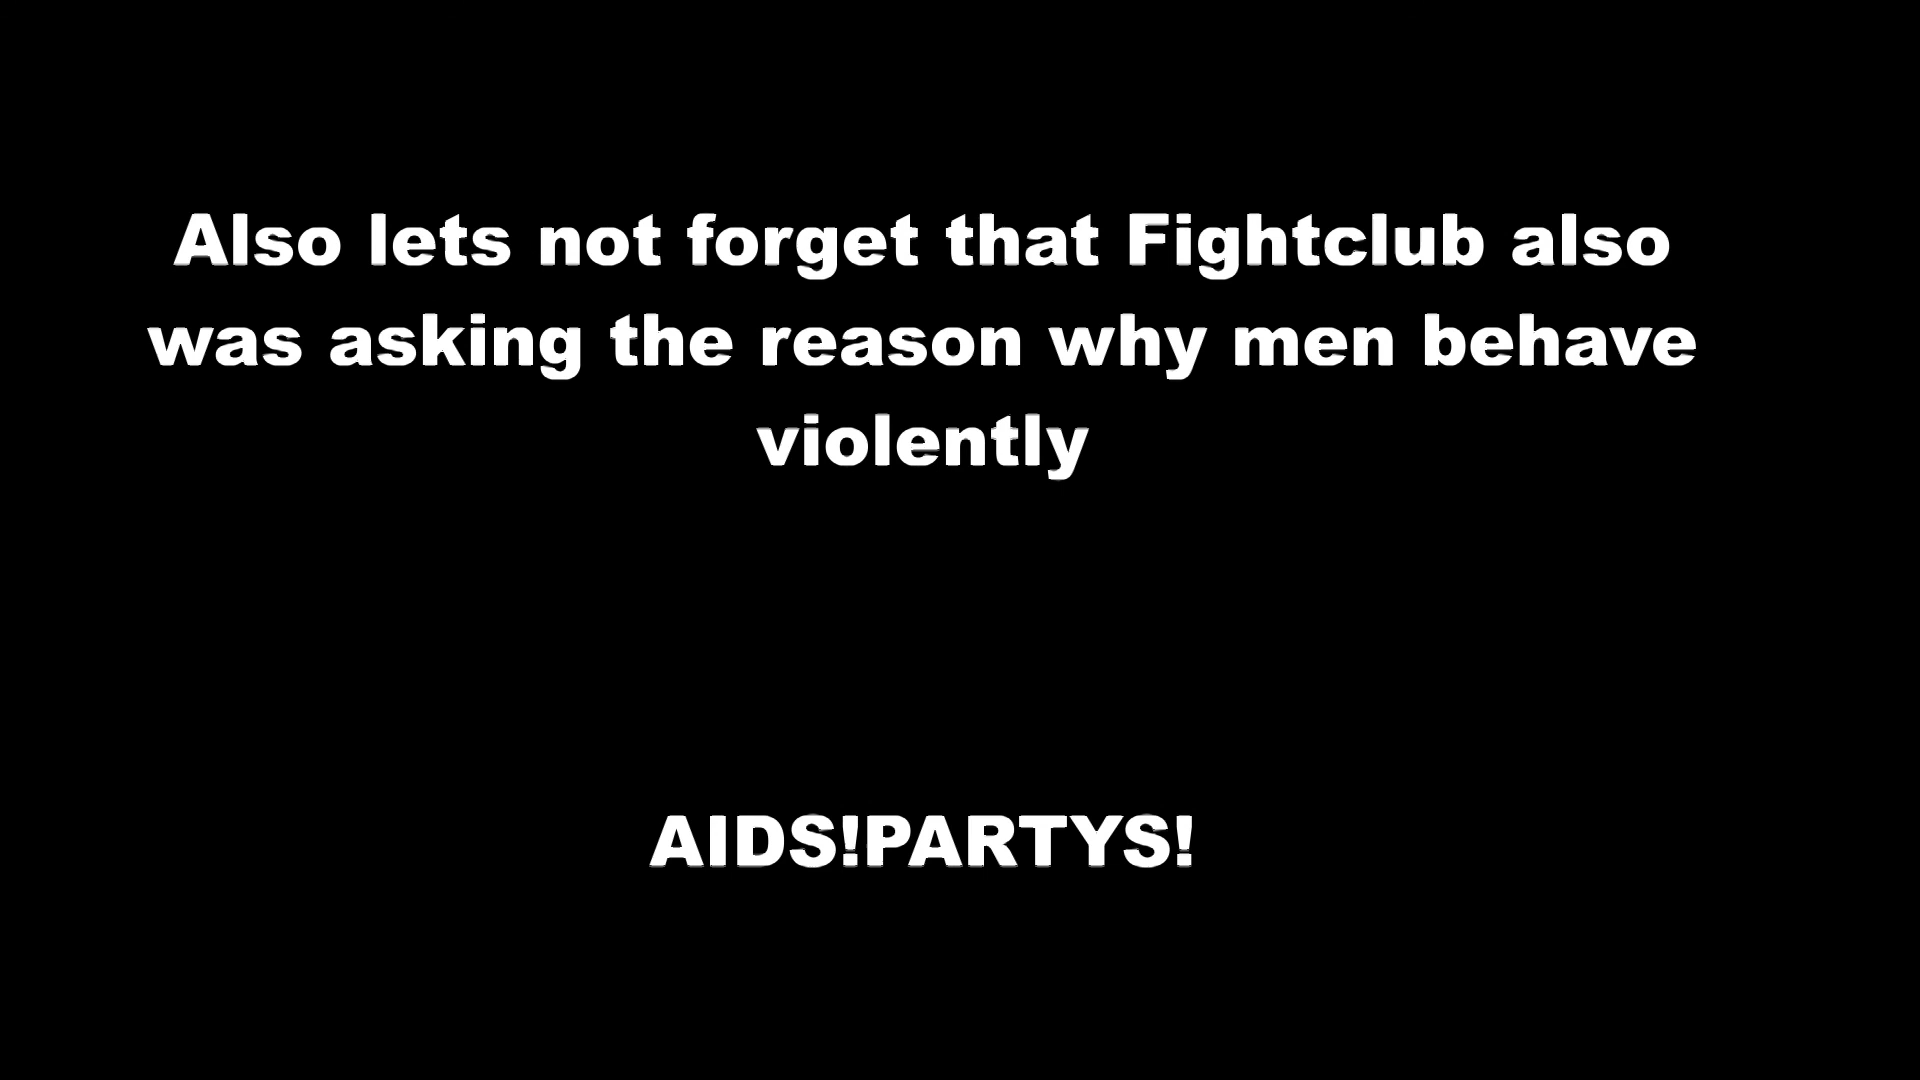 Also lets not forget that Fightclub also
was asking the reason why men behave
violently
AIDS!PARTYS!